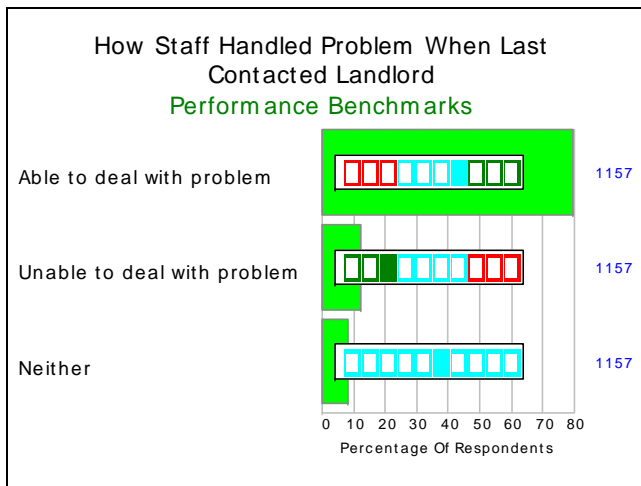 How Staff Handled Problem When Last
Contacted Landlord
Performance Benchmarks
Able to deal with problem
1157
Unable to deal with problem
1157
Neither
1157
0 10 20 30 40 50 60 70 80
Percentage Of Respondents